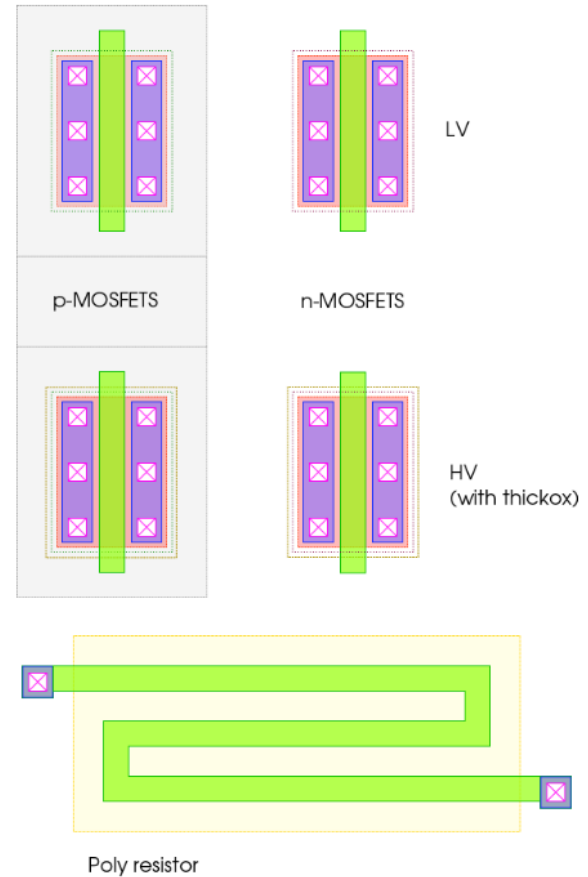 LV
p-MOSFETS
n-MOSFETS
HV
(with thickox)
Poly resistor